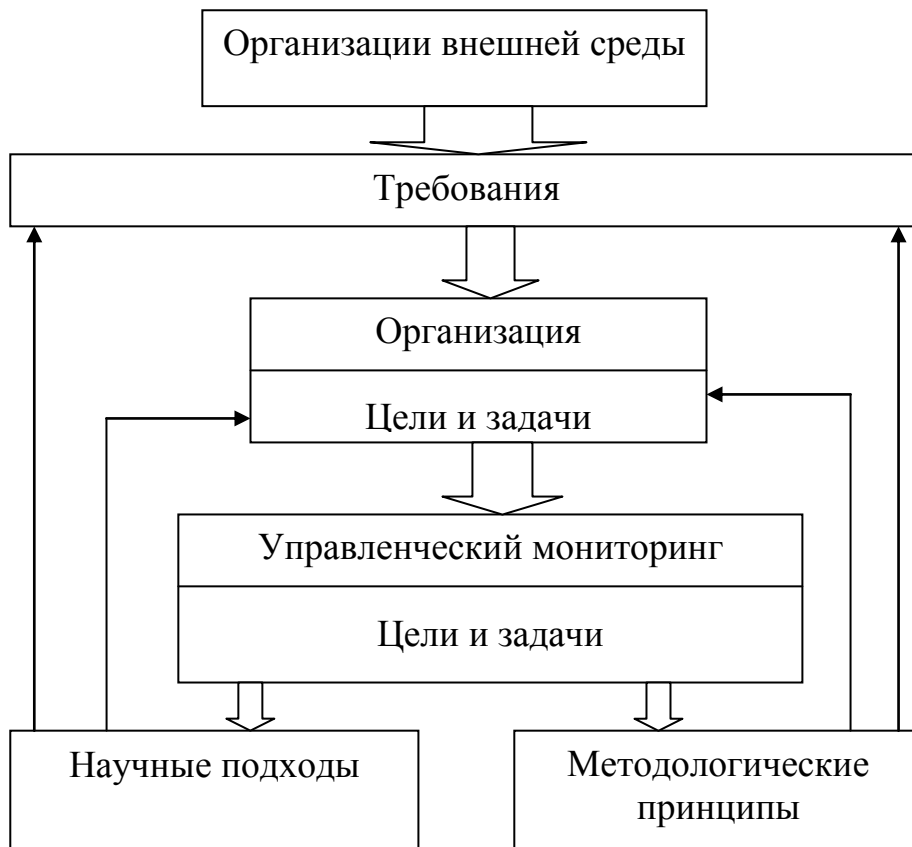 Организации внешней среды
Требования
Организация
Цели и задачи
Управленческий мониторинг
Цели и задачи
Научные подходы
Методологические
принципы